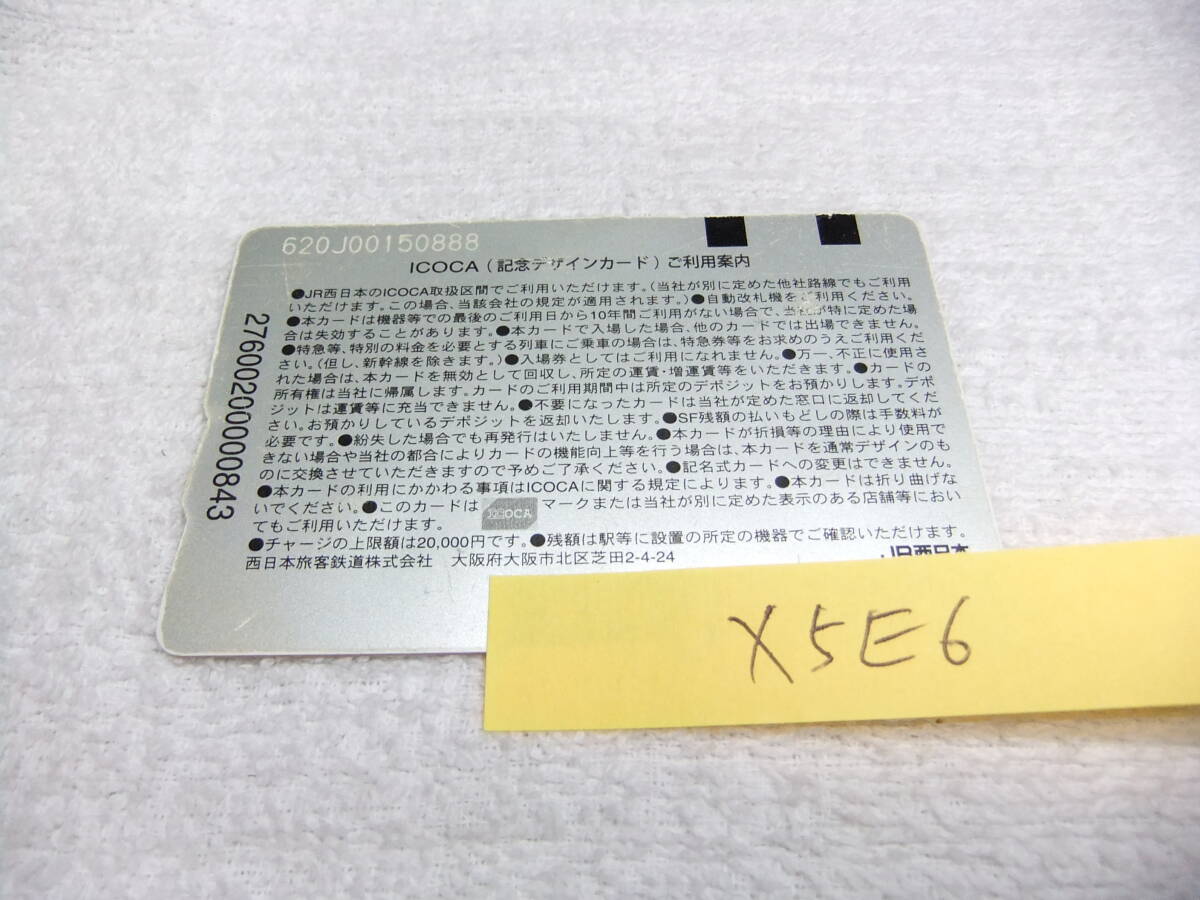 620J00150888
ICOCA（記念デザインカード）ご利用案内
●JR西日本のICOCA取扱区間でご利用いただけます。（当社が別に定めた他社路線でもご利用
いただけます。この場合、当該会社の規定が適用されます。）●自動改札機をご利用ください。
●本カードは機器等での最後のご利用日から10年間ご利用がない場合で、当社が特に定めた場
合は失効することがあります。●本カードで入場した場合、他のカードでは出場できません。
●特急等、特別の料金を必要とする列車にご乗車の場合は、特急券等をお求めのうえご利用くだ
さい。（但し、新幹線を除きます。）●入場券としてはご利用になれません。●万一、不正に使用さ
れた場合は、本カードを無効として回収し、所定の運賃・増運賃等をいただきます。●カードの
所有権は当社に帰属します。カードのご利用期間中は所定のデポジットをお預かりします。デポ
ジットは運賃等に充当できません。●不要になったカードは当社が定めた窓口に返却してくだ
さい。お預かりしているデポジットを返却いたします。●SF残額の払いもどしの際は手数料が
必要です。●紛失した場合でも再発行はいたしません。●本カードが折損等の理由により使用で
きない場合や当社の都合によりカードの機能向上等を行う場合は、本カードを通常デザインのも
のに交換させていただきますので予めご了承ください。●記名式カードへの変更はできません。
●本カードの利用にかかわる事項はICOCAに関する規定によります。●本カードは折り曲げな
いでください。●このカードは ICOCA マークまたは当社が別に定めた表示のある店舗等におい
てもご利用いただけます。
●チャージの上限額は20,000円です。●残額は駅等に設置の所定の機器でご確認いただけます。
西日本旅客鉄道株式会社　大阪府大阪市北区芝田2-4-24
JR西日本
27600200000843
X5E6